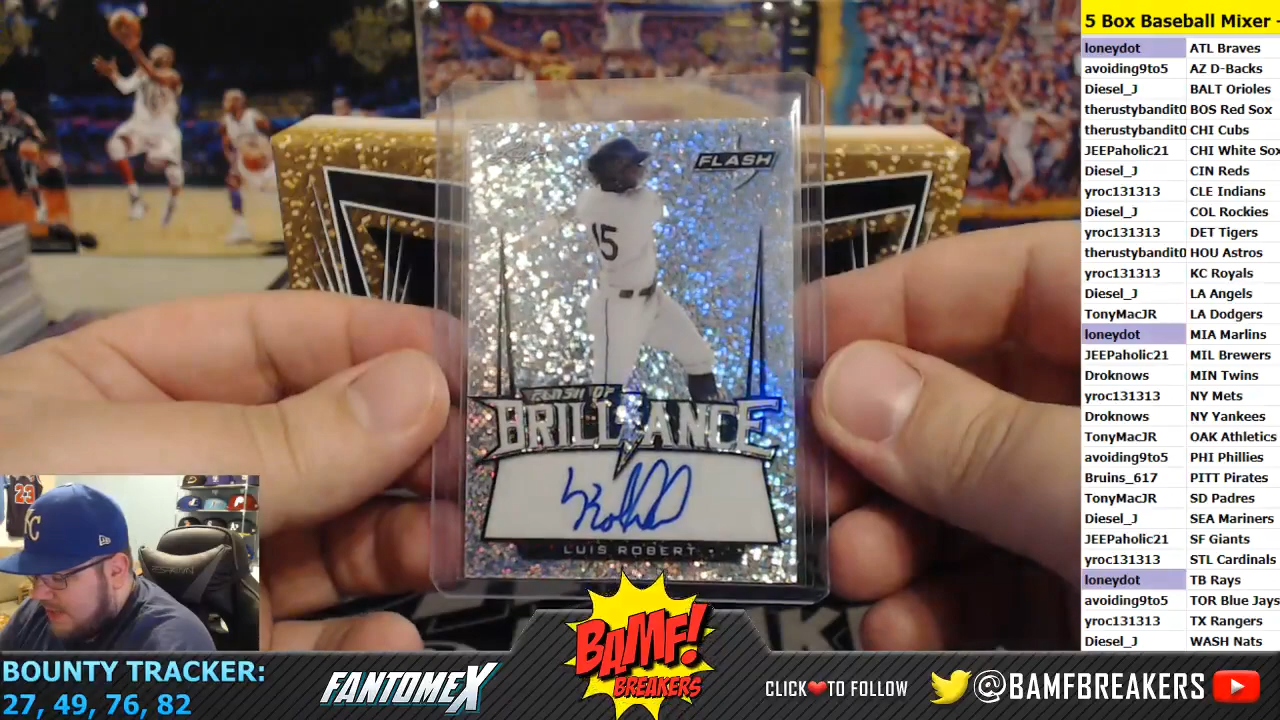 5 Box Baseball Mixer -
loneydot ATL Braves
avoiding9to5 AZ D-Backs
Diesel_J BALT Orioles
therustybandit0 BOS Red Sox
therustybandit0 CHI Cubs
JEEPaholic21 CHI White Sox
Diesel_J CIN Reds
yroc131313 CLE Indians
Diesel_J COL Rockies
yroc131313 DET Tigers
therustybandit0 HOU Astros
yroc131313 KC Royals
Diesel_J LA Angels
TonyMacJR LA Dodgers
loneydot MIA Marlins
JEEPaholic21 MIL Brewers
Droknows MIN Twins
yroc131313 NY Mets
Droknows NY Yankees
TonyMacJR OAK Athletics
avoiding9to5 PHI Phillies
Bruins_617 PITT Pirates
TonyMacJR SD Padres
Diesel_J SEA Mariners
JEEPaholic21 SF Giants
yroc131313 STL Cardinals
loneydot TB Rays
avoiding9to5 TOR Blue Jays
yroc131313 TX Rangers
Diesel_J WASH Nats
FLASH
15
FLASH OF
BRILLIANCE
LUIS ROBERT
23
KC
BOUNTY TRACKER:
27, 49, 76, 82
FANTOMEX
BAMF!
BREAKERS
CLICK❤TO FOLLOW
@BAMFBREAKERS